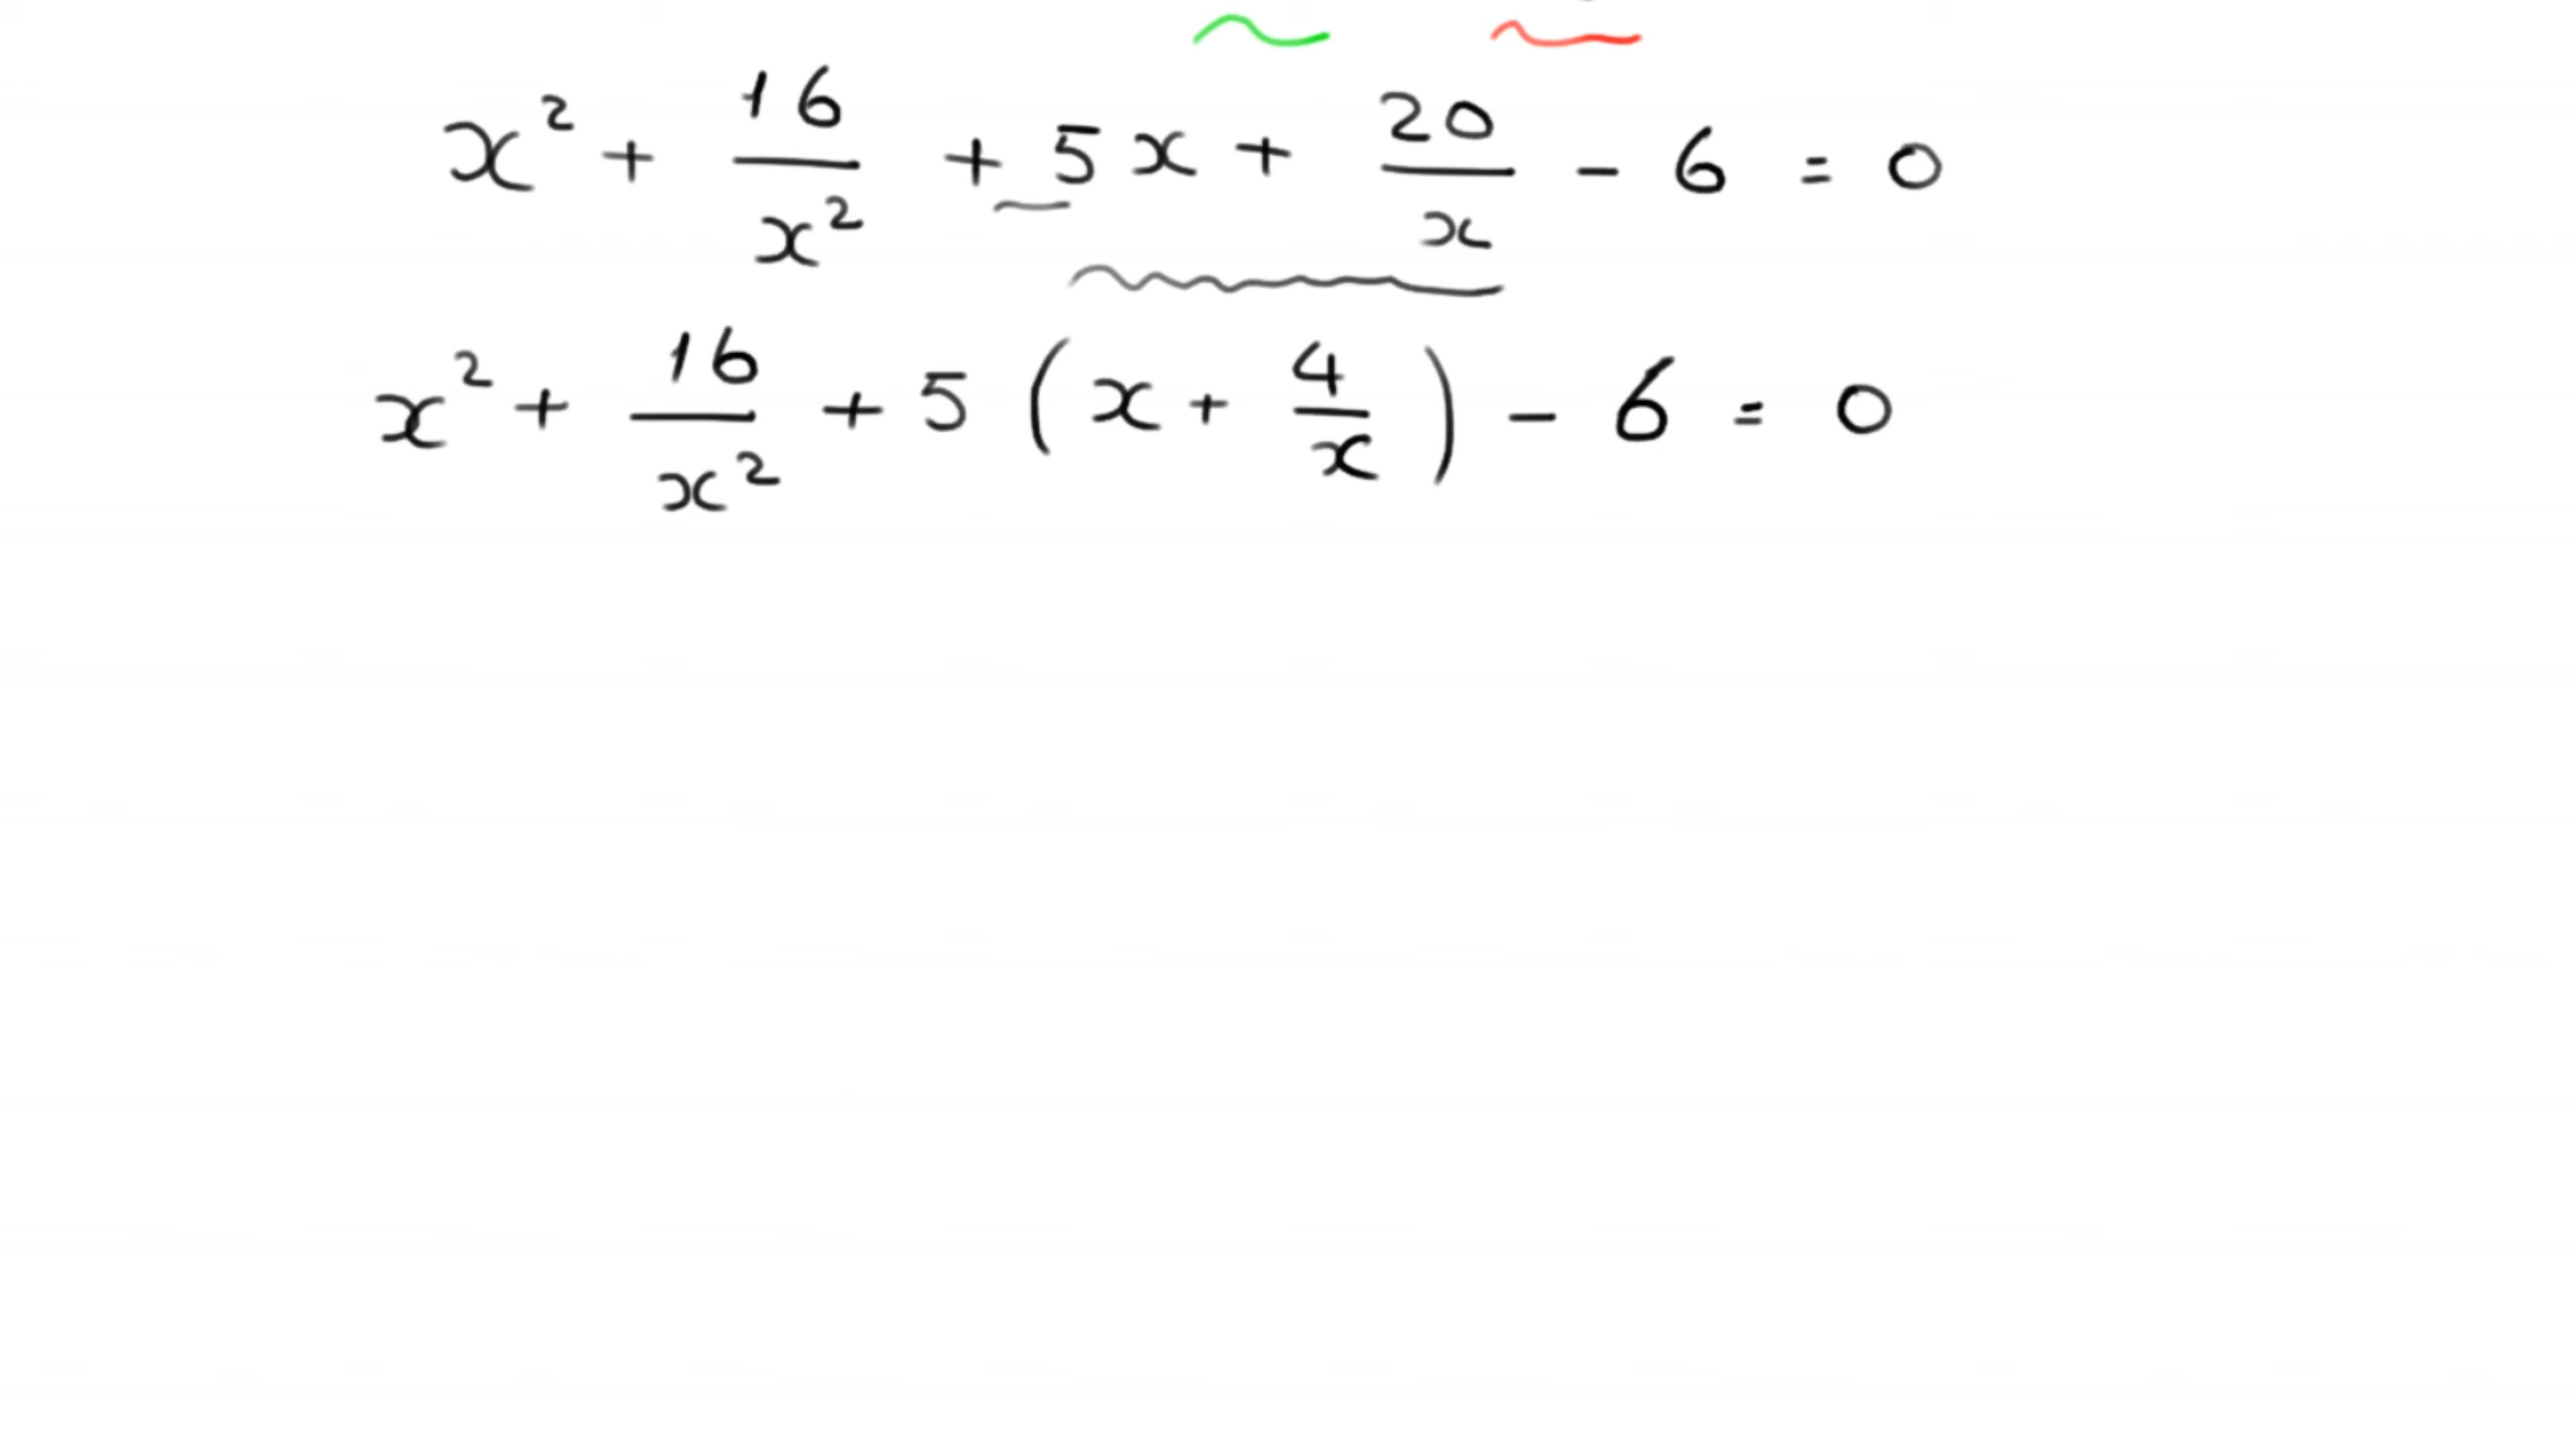 x² + 16/x² + 5x + 20/x - 6 = 0
x² + 16/x² + 5(x + 4/x) - 6 = 0